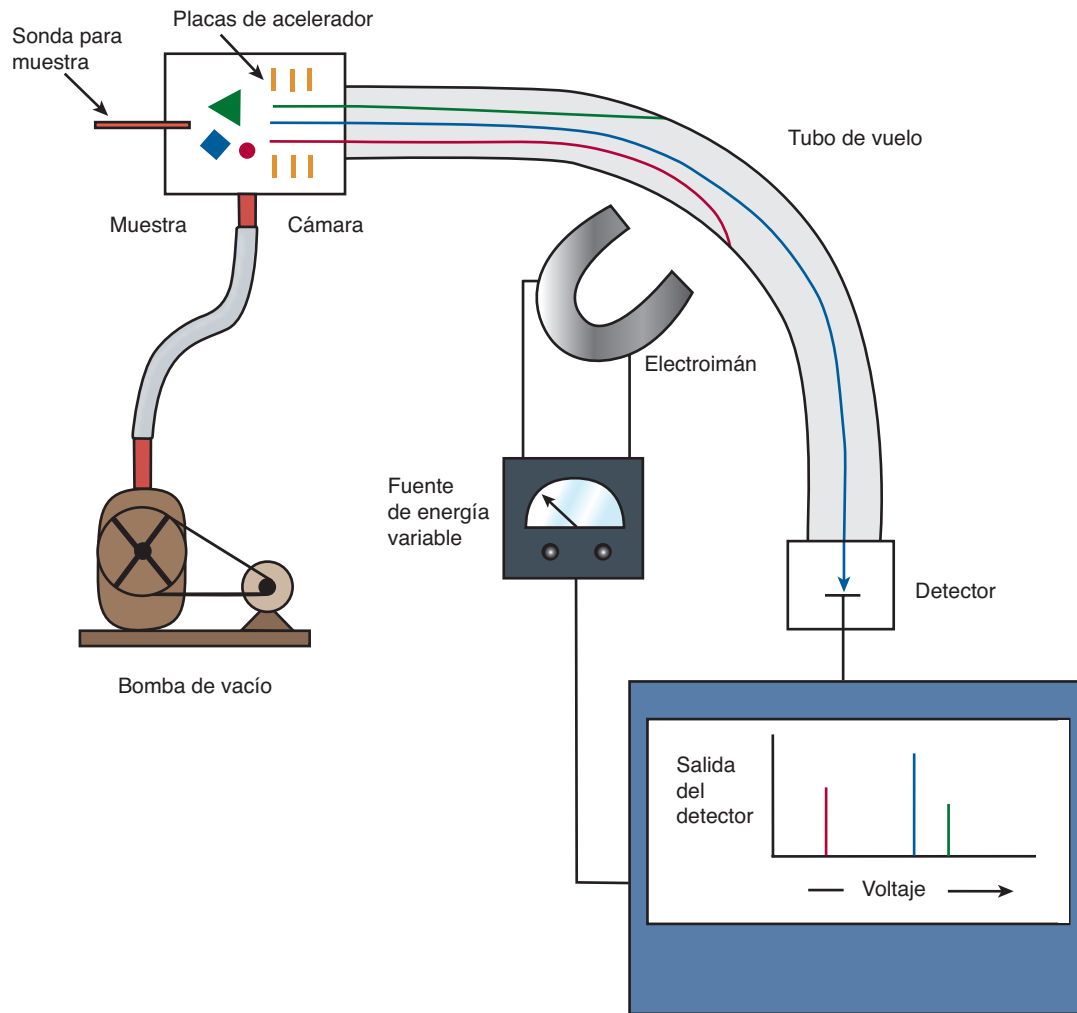 Placas de acelerador
Sonda para
muestra
Tubo de vuelo
Muestra
Cámara
Electroimán
Fuente
de energía
variable
Detector
Bomba de vacío
Salida
del
detector
Voltaje